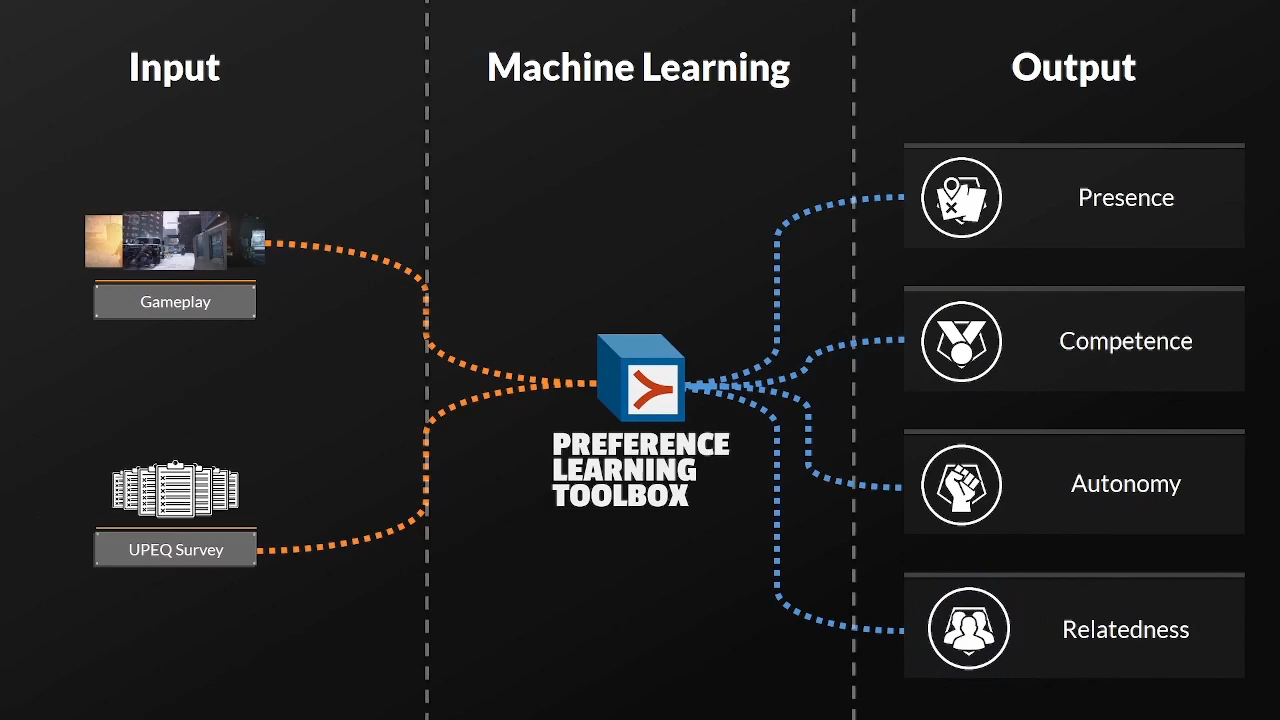 Input
Machine Learning
Output
Gameplay
UPEQ Survey
PREFERENCE
LEARNING
TOOLBOX
Presence
Competence
Autonomy
Relatedness